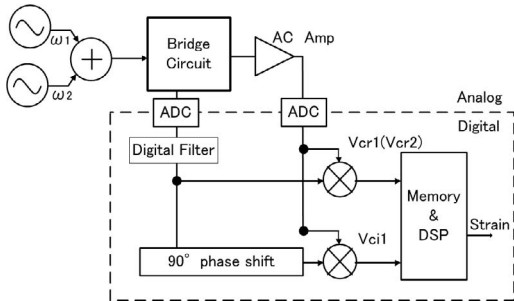 ω1
ω2
+
Bridge
Circuit
AC Amp
ADC
ADC
Analog
Digital
Digital Filter
Vcr1(Vcr2)
Memory
&
DSP
Strain
Vci1
90° phase shift